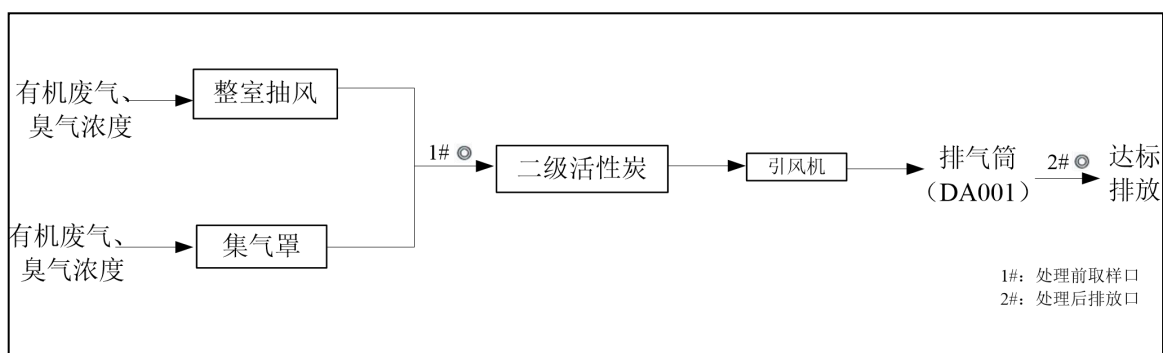 有机废气、
臭气浓度
整室抽风
1#
二级活性炭
引风机
排气筒
（DA001）
2#
达标
排放
有机废气、
臭气浓度
集气罩
1#：处理前取样口
2#：处理后排放口